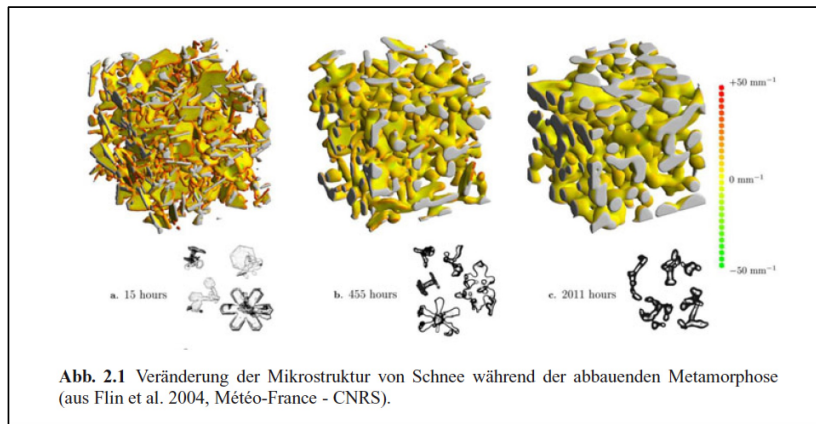 +50 mm⁻¹
0 mm⁻¹
−50 mm⁻¹
a. 15 hours
b. 455 hours
c. 2011 hours
Abb. 2.1 Veränderung der Mikrostruktur von Schnee während der abbauenden Metamorphose
(aus Flin et al. 2004, Météo-France - CNRS).